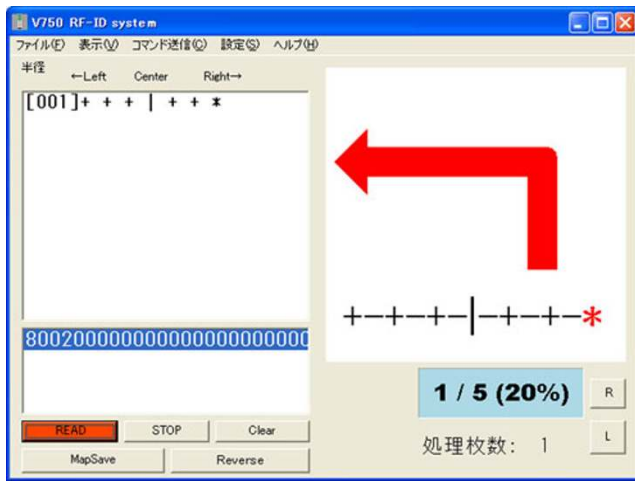 V750 RF-ID system
ファイル(F) 表示(V) コマンド送信(C) 設定(S) ヘルプ(H)
半径 ←Left Center Right→
[001]+ + + | + + *
+−+−+−|−+−+−*
8002000000000000000000000
1 / 5 (20%)
R
READ STOP Clear
処理枚数: 1
L
MapSave Reverse